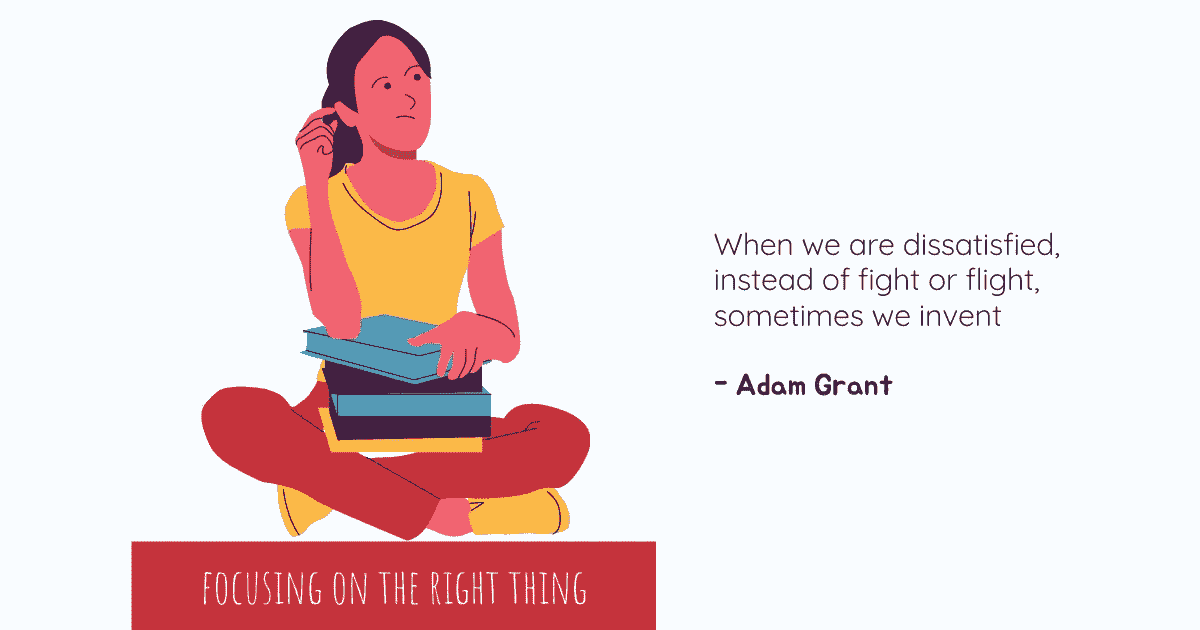 When we are dissatisfied,
instead of fight or flight,
sometimes we invent
- Adam Grant
FOCUSING ON THE RIGHT THING